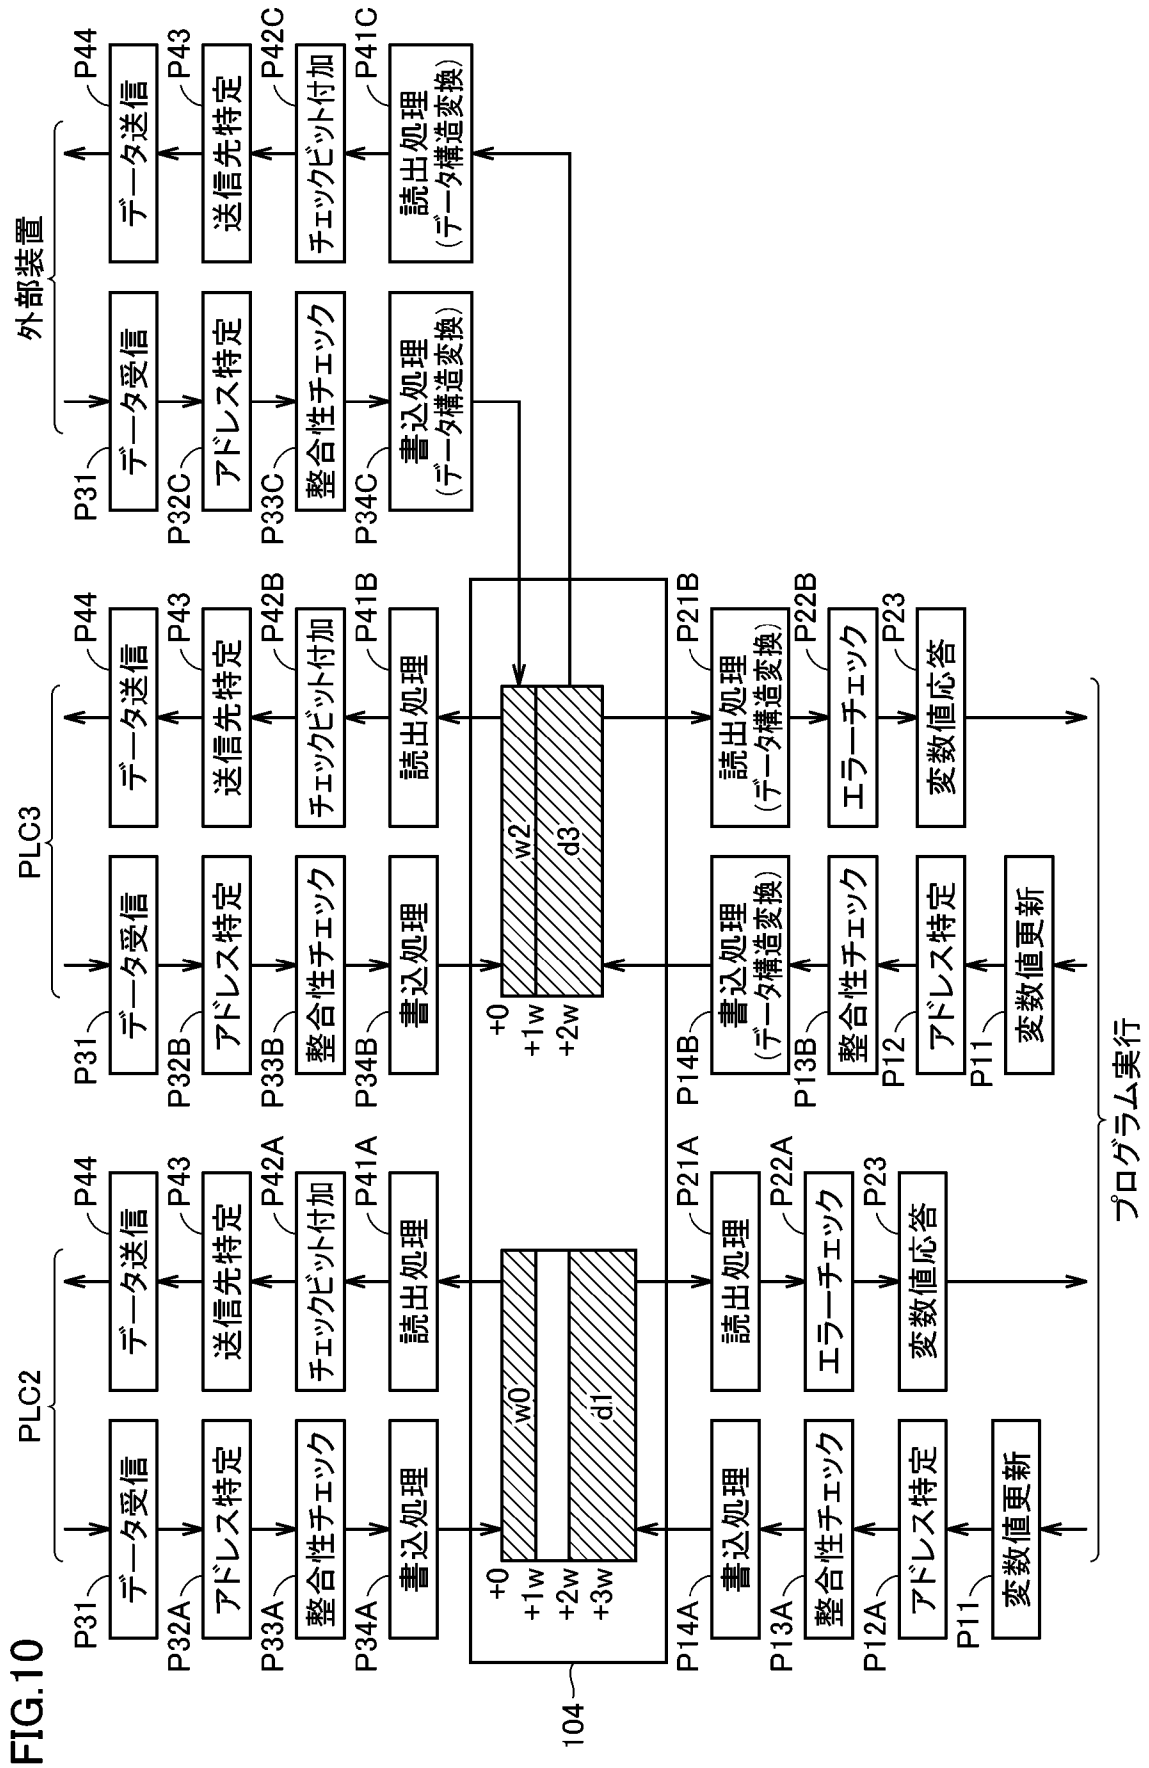 FIG.10
PLC2
PLC3
外部装置
P31
データ受信
P44
データ送信
P31
データ受信
P44
データ送信
P31
データ受信
P44
データ送信
P32A
アドレス特定
P43
送信先特定
P32B
アドレス特定
P43
送信先特定
P32C
アドレス特定
P43
送信先特定
P33A
整合性チェック
P42A
チェックビット付加
P33B
整合性チェック
P42B
チェックビット付加
P33C
整合性チェック
P42C
チェックビット付加
P34A
書込処理
P41A
読出処理
P34B
書込処理
P41B
読出処理
P34C
書込処理
(データ構造変換)
P41C
読出処理
(データ構造変換)
104
+0
+1w
+2w
+3w
w0
d1
+0
+1w
+2w
w2
d3
P14A
書込処理
P21A
読出処理
P14B
書込処理
(データ構造変換)
P21B
読出処理
(データ構造変換)
P13A
整合性チェック
P22A
エラーチェック
P13B
整合性チェック
P22B
エラーチェック
P12A
アドレス特定
P23
変数値応答
P12
アドレス特定
P23
変数値応答
P11
変数値更新
P11
変数値更新
プログラム実行